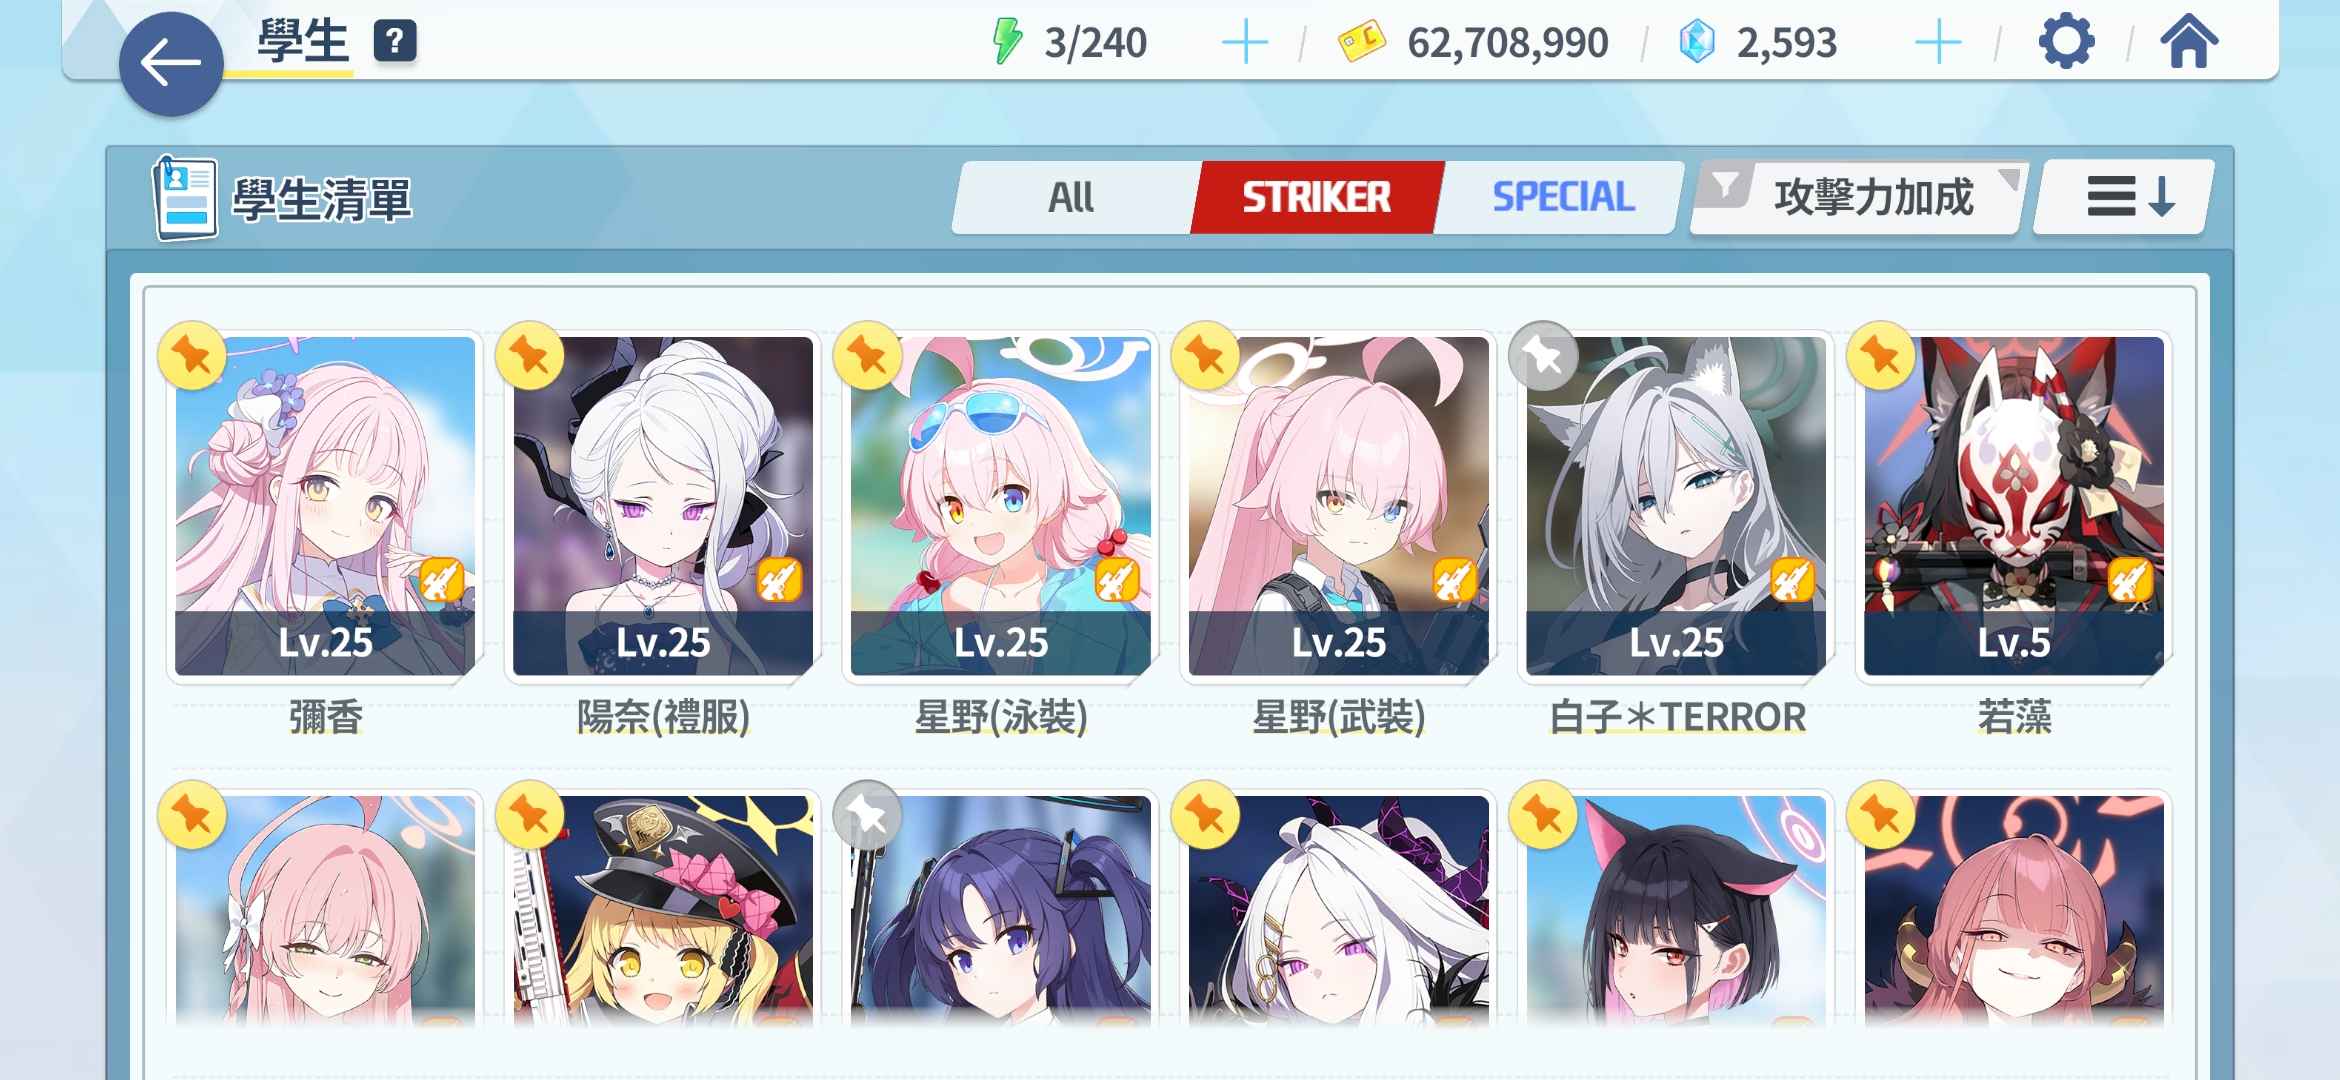 學生 ?
3/240
62,708,990
2,593
學生清單
All
STRIKER
SPECIAL
攻擊力加成
Lv.25
Lv.25
Lv.25
Lv.25
Lv.25
Lv.5
彌香
陽奈(禮服)
星野(泳裝)
星野(武裝)
白子＊TERROR
若藻